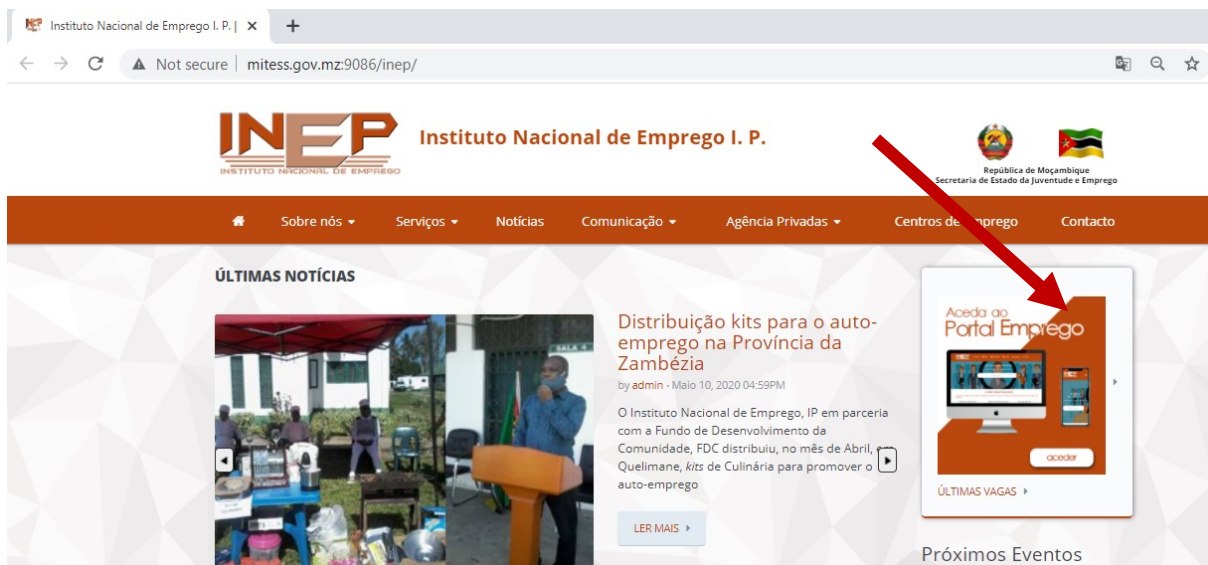 Instituto Nacional de Emprego I. P. |
Not secure | mitess.gov.mz:9086/inep/
INEP
INSTITUTO NACIONAL DE EMPREGO
Instituto Nacional de Emprego I. P.
República de Moçambique
Secretaria de Estado da Juventude e Emprego
Sobre nós
Serviços
Notícias
Comunicação
Agência Privadas
Centros de Emprego
Contacto
ÚLTIMAS NOTÍCIAS
SALA 4
Distribuição kits para o auto-
emprego na Província da
Zambézia
by admin - Maio 10, 2020 04:59PM
O Instituto Nacional de Emprego, IP em parceria
com a Fundo de Desenvolvimento da
Comunidade, FDC distribuiu, no mês de Abril, em
Quelimane, kits de Culinária para promover o
auto-emprego
LER MAIS
Aceda ao
Portal Emprego
aceder
ÚLTIMAS VAGAS
Próximos Eventos